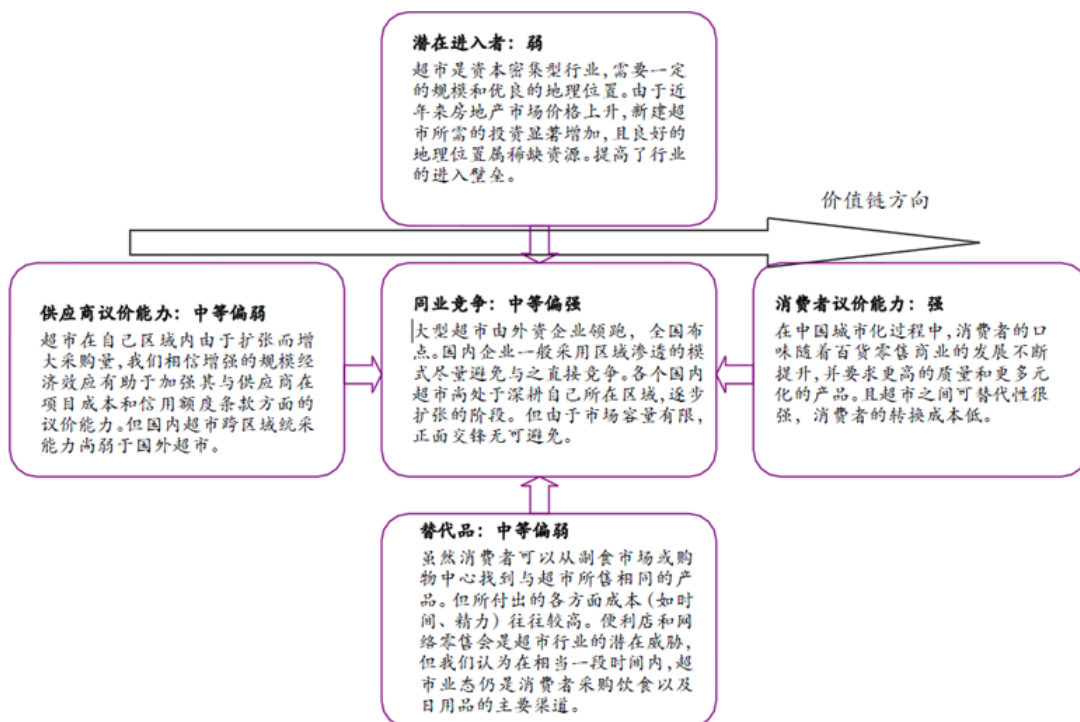 潜在进入者：弱
超市是资本密集型行业，需要一定
的规模和优良的地理位置。由于近
年来房地产市场价格上升，新建超
市所需的投资显著增加，且良好的
地理位置属稀缺资源。提高了行业
的进入壁垒。
价值链方向
供应商议价能力：中等偏弱
超市在自己区域内由于扩张而增
大采购量，我们相信增强的规模经
济效应有助于加强其与供应商在
项目成本和信用额度条款方面的
议价能力。但国内超市跨区域统采
能力尚弱于国外超市。
同业竞争：中等偏强
大型超市由外资企业领跑，全国布
点。国内企业一般采用区域渗透的模
式尽量避免与之直接竞争。各个国内
超市尚处于深耕自己所在区域，逐步
扩张的阶段。但由于市场容量有限，
正面交锋无可避免。
消费者议价能力：强
在中国城市化过程中，消费者的口
味随着百货零售商业的发展不断
提升，并要求更高的质量和更多元
化的产品。且超市之间可替代性很
强，消费者的转换成本低。
替代品：中等偏弱
虽然消费者可以从副食市场或购
物中心找到与超市所售相同的产
品。但所付出的各方面成本（如时
间、精力）往往较高。便利店和网
络零售会是超市行业的潜在威胁，
但我们认为在相当一段时间内，超
市业态仍是消费者采购饮食以及
日用品的主要渠道。